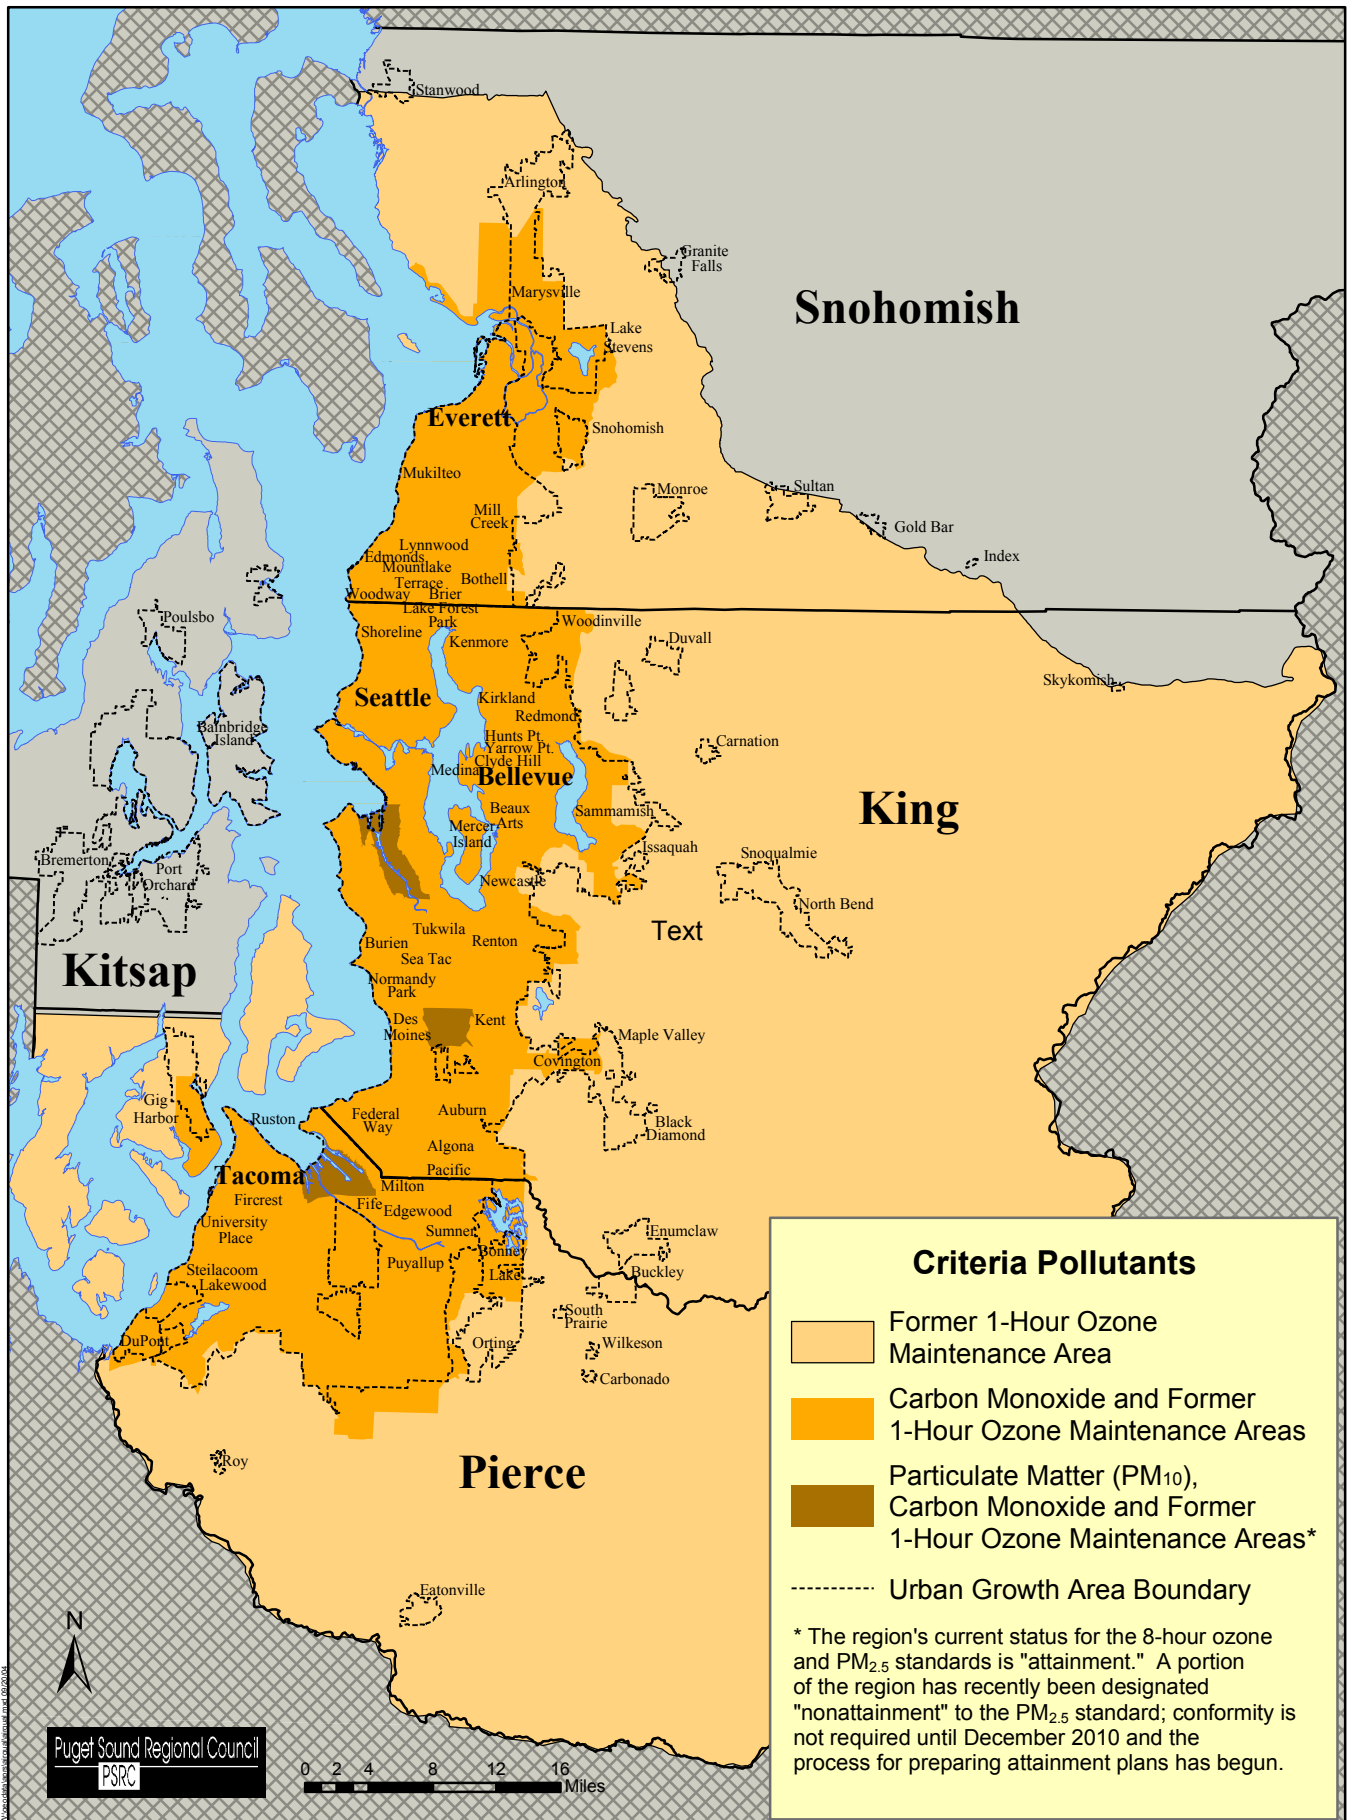 Stanwood
Arlington
Granite
Falls
Snohomish
Marysville
Lake
Stevens
Everett
Snohomish
Mukilteo
Monroe
Sultan
Mill
Creek
Gold Bar
Lynnwood
Edmonds
Mountlake
Terrace
Index
Bothell
Woodway
Brier
Lake Forest
Park
Poulsbo
Shoreline
Kenmore
Woodinville
Duvall
Skykomish
Seattle
Kirkland
Redmond
Bainbridge
Island
Hunts Pt.
Yarrow Pt.
Clyde Hill
Medina
Bellevue
Carnation
King
Beaux
Arts
Sammamish
Mercer
Island
Issaquah
Snoqualmie
Bremerton
Port
Orchard
Newcastle
North Bend
Tukwila
Burien
Renton
Text
Sea Tac
Kitsap
Normandy
Park
Des
Moines
Kent
Maple Valley
Covington
Gig
Harbor
Ruston
Federal
Way
Auburn
Black
Diamond
Algona
Pacific
Tacoma
Milton
Fircrest
Fife
Edgewood
University
Place
Sumner
Enumclaw
Bonney
Lake
Puyallup
Buckley
Steilacoom
Lakewood
South
Prairie
DuPont
Orting
Wilkeson
Carbonado
Roy
Pierce
Eatonville
Criteria Pollutants
Former 1-Hour Ozone
Maintenance Area
Carbon Monoxide and Former
1-Hour Ozone Maintenance Areas
Particulate Matter (PM10),
Carbon Monoxide and Former
1-Hour Ozone Maintenance Areas*
Urban Growth Area Boundary
* The region's current status for the 8-hour ozone
and PM2.5 standards is "attainment." A portion
of the region has recently been designated
"nonattainment" to the PM2.5 standard; conformity is
not required until December 2010 and the
process for preparing attainment plans has begun.
N
Puget Sound Regional Council
PSRC
0 2 4 8 12 16
Miles